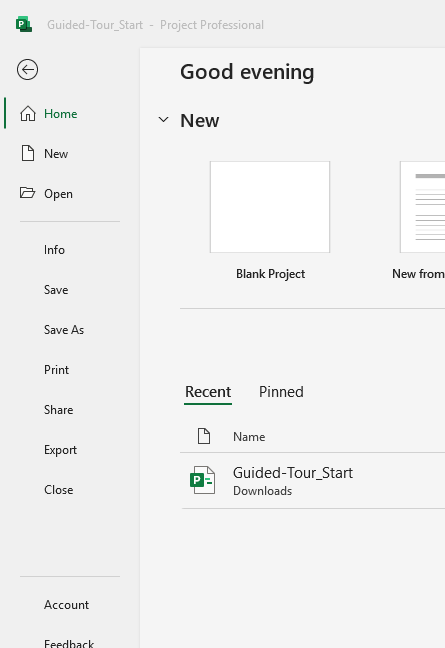 Guided-Tour_Start - Project Professional
Good evening
Home
New
New
Open
Blank Project
New from
Info
Save
Save As
Print
Share
Export
Close
Recent
Pinned
Name
Guided-Tour_Start
Downloads
Account
Feedback